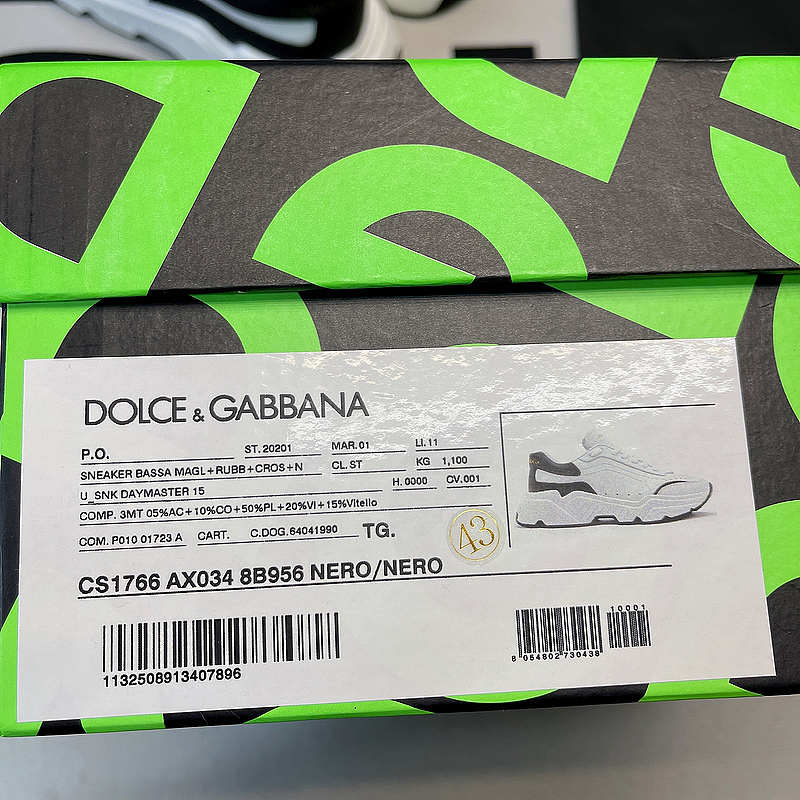 DOLCE & GABBANA
P.O. ST. 20201 MAR.01 LI. 11
SNEAKER BASSA MAGL+RUBB+CROS+N CL. ST KG 1,100
U_SNK DAYMASTER 15 H. 0000 CV.001
COMP. 3MT 05%AC+10%CO+50%PL+20%VI+15%Vitello
COM. P010 01723 A CART. C.DOG.64041990 TG. 43
CS1766 AX034 8B956 NERO/NERO
1132508913407896
8 054802 730438
10001